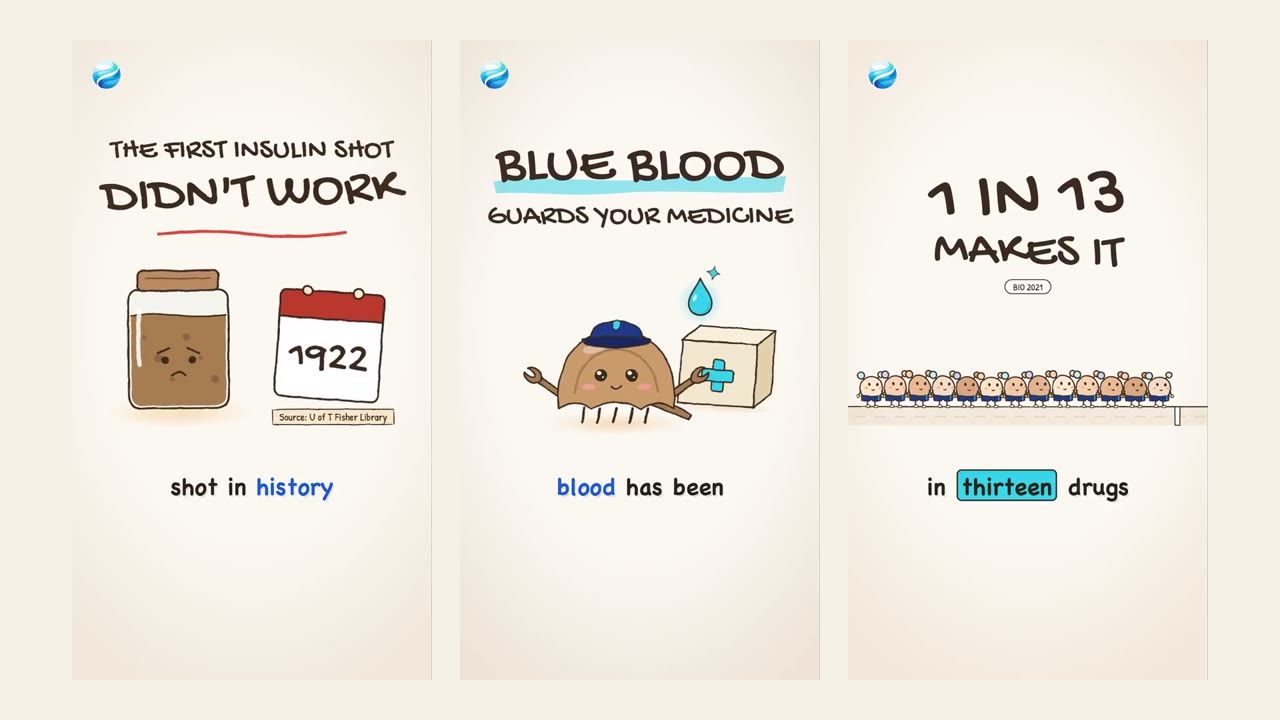 THE FIRST INSULIN SHOT
DIDN'T WORK
1922
Source: U of T Fisher Library
shot in history
BLUE BLOOD
GUARDS YOUR MEDICINE
blood has been
1 IN 13
MAKES IT
BIO 2021
in thirteen drugs